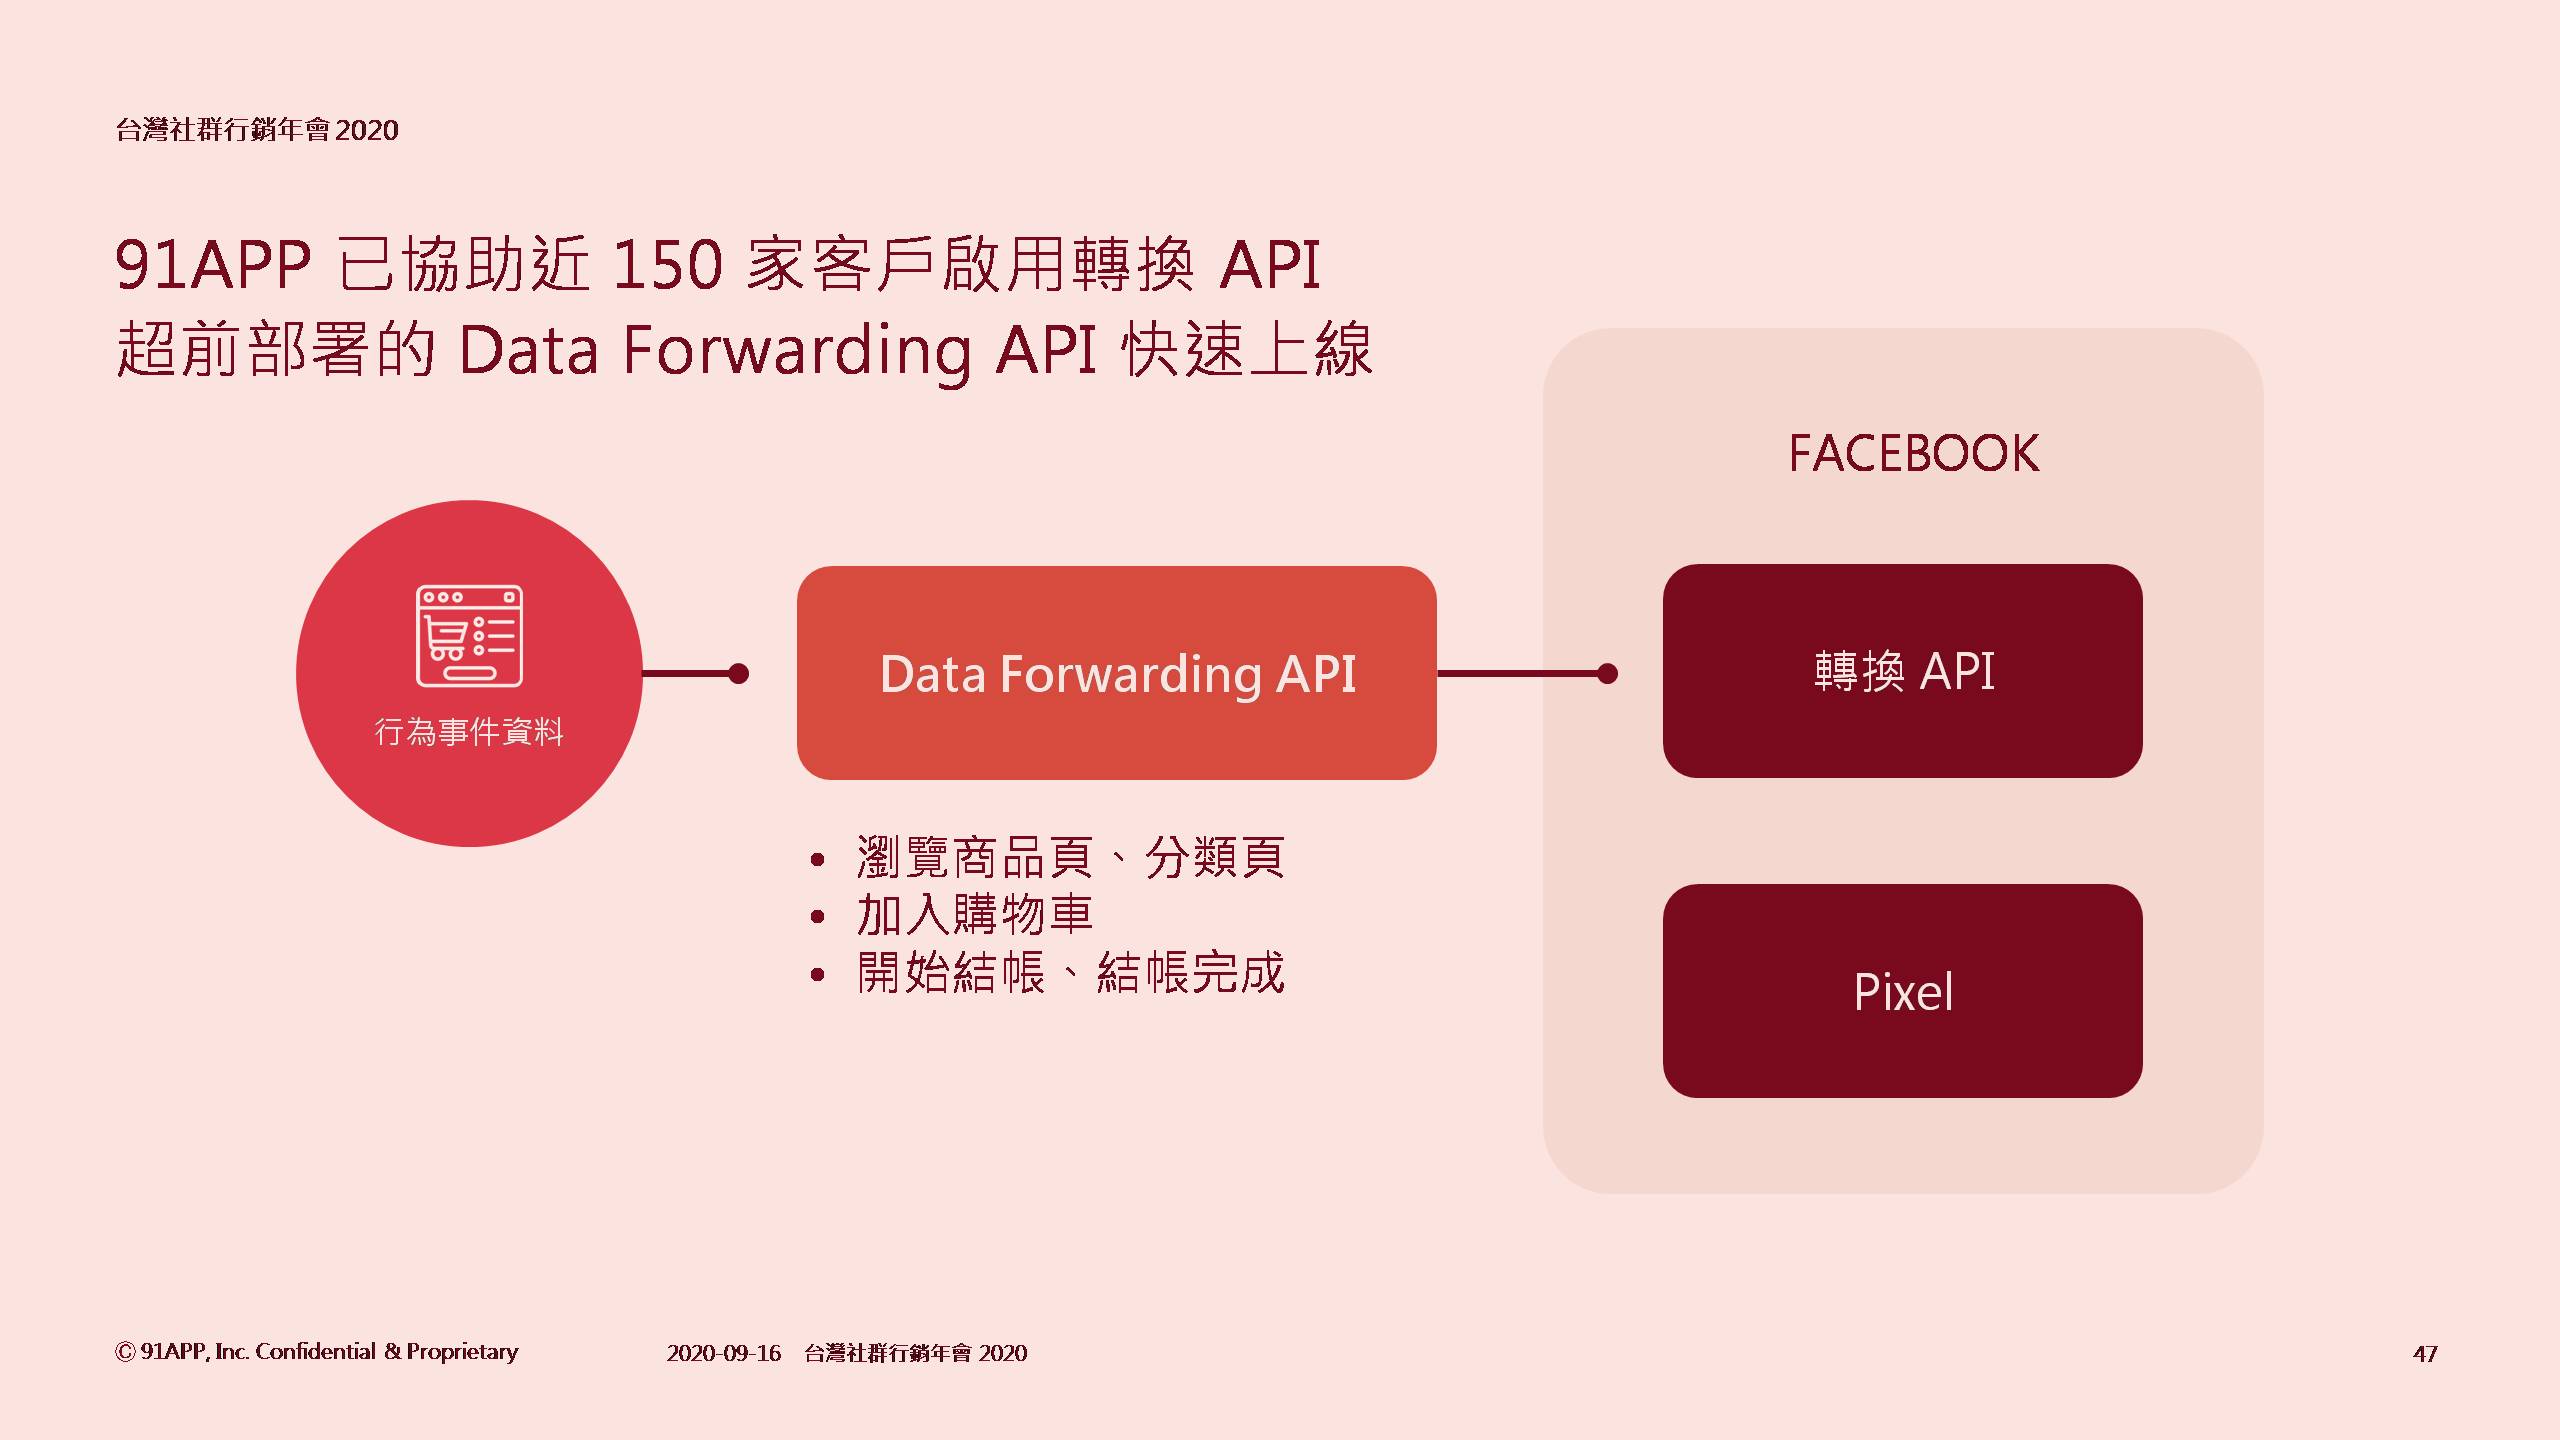 台灣社群行銷年會2020
91APP 已協助近 150 家客戶啟用轉換 API
超前部署的 Data Forwarding API 快速上線
FACEBOOK
行為事件資料
Data Forwarding API
轉換 API
• 瀏覽商品頁、分類頁
• 加入購物車
• 開始結帳、結帳完成
Pixel
© 91APP, Inc. Confidential & Proprietary
2020-09-16 台灣社群行銷年會 2020
47